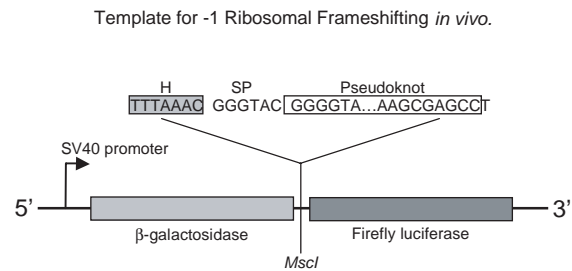 Template for -1 Ribosomal Frameshifting in vivo.
H SP Pseudoknot
TTTAAAC GGGTAC GGGGTA...AAGCGAGCCT
SV40 promoter
5’ 3’
β-galactosidase Firefly luciferase
MscI